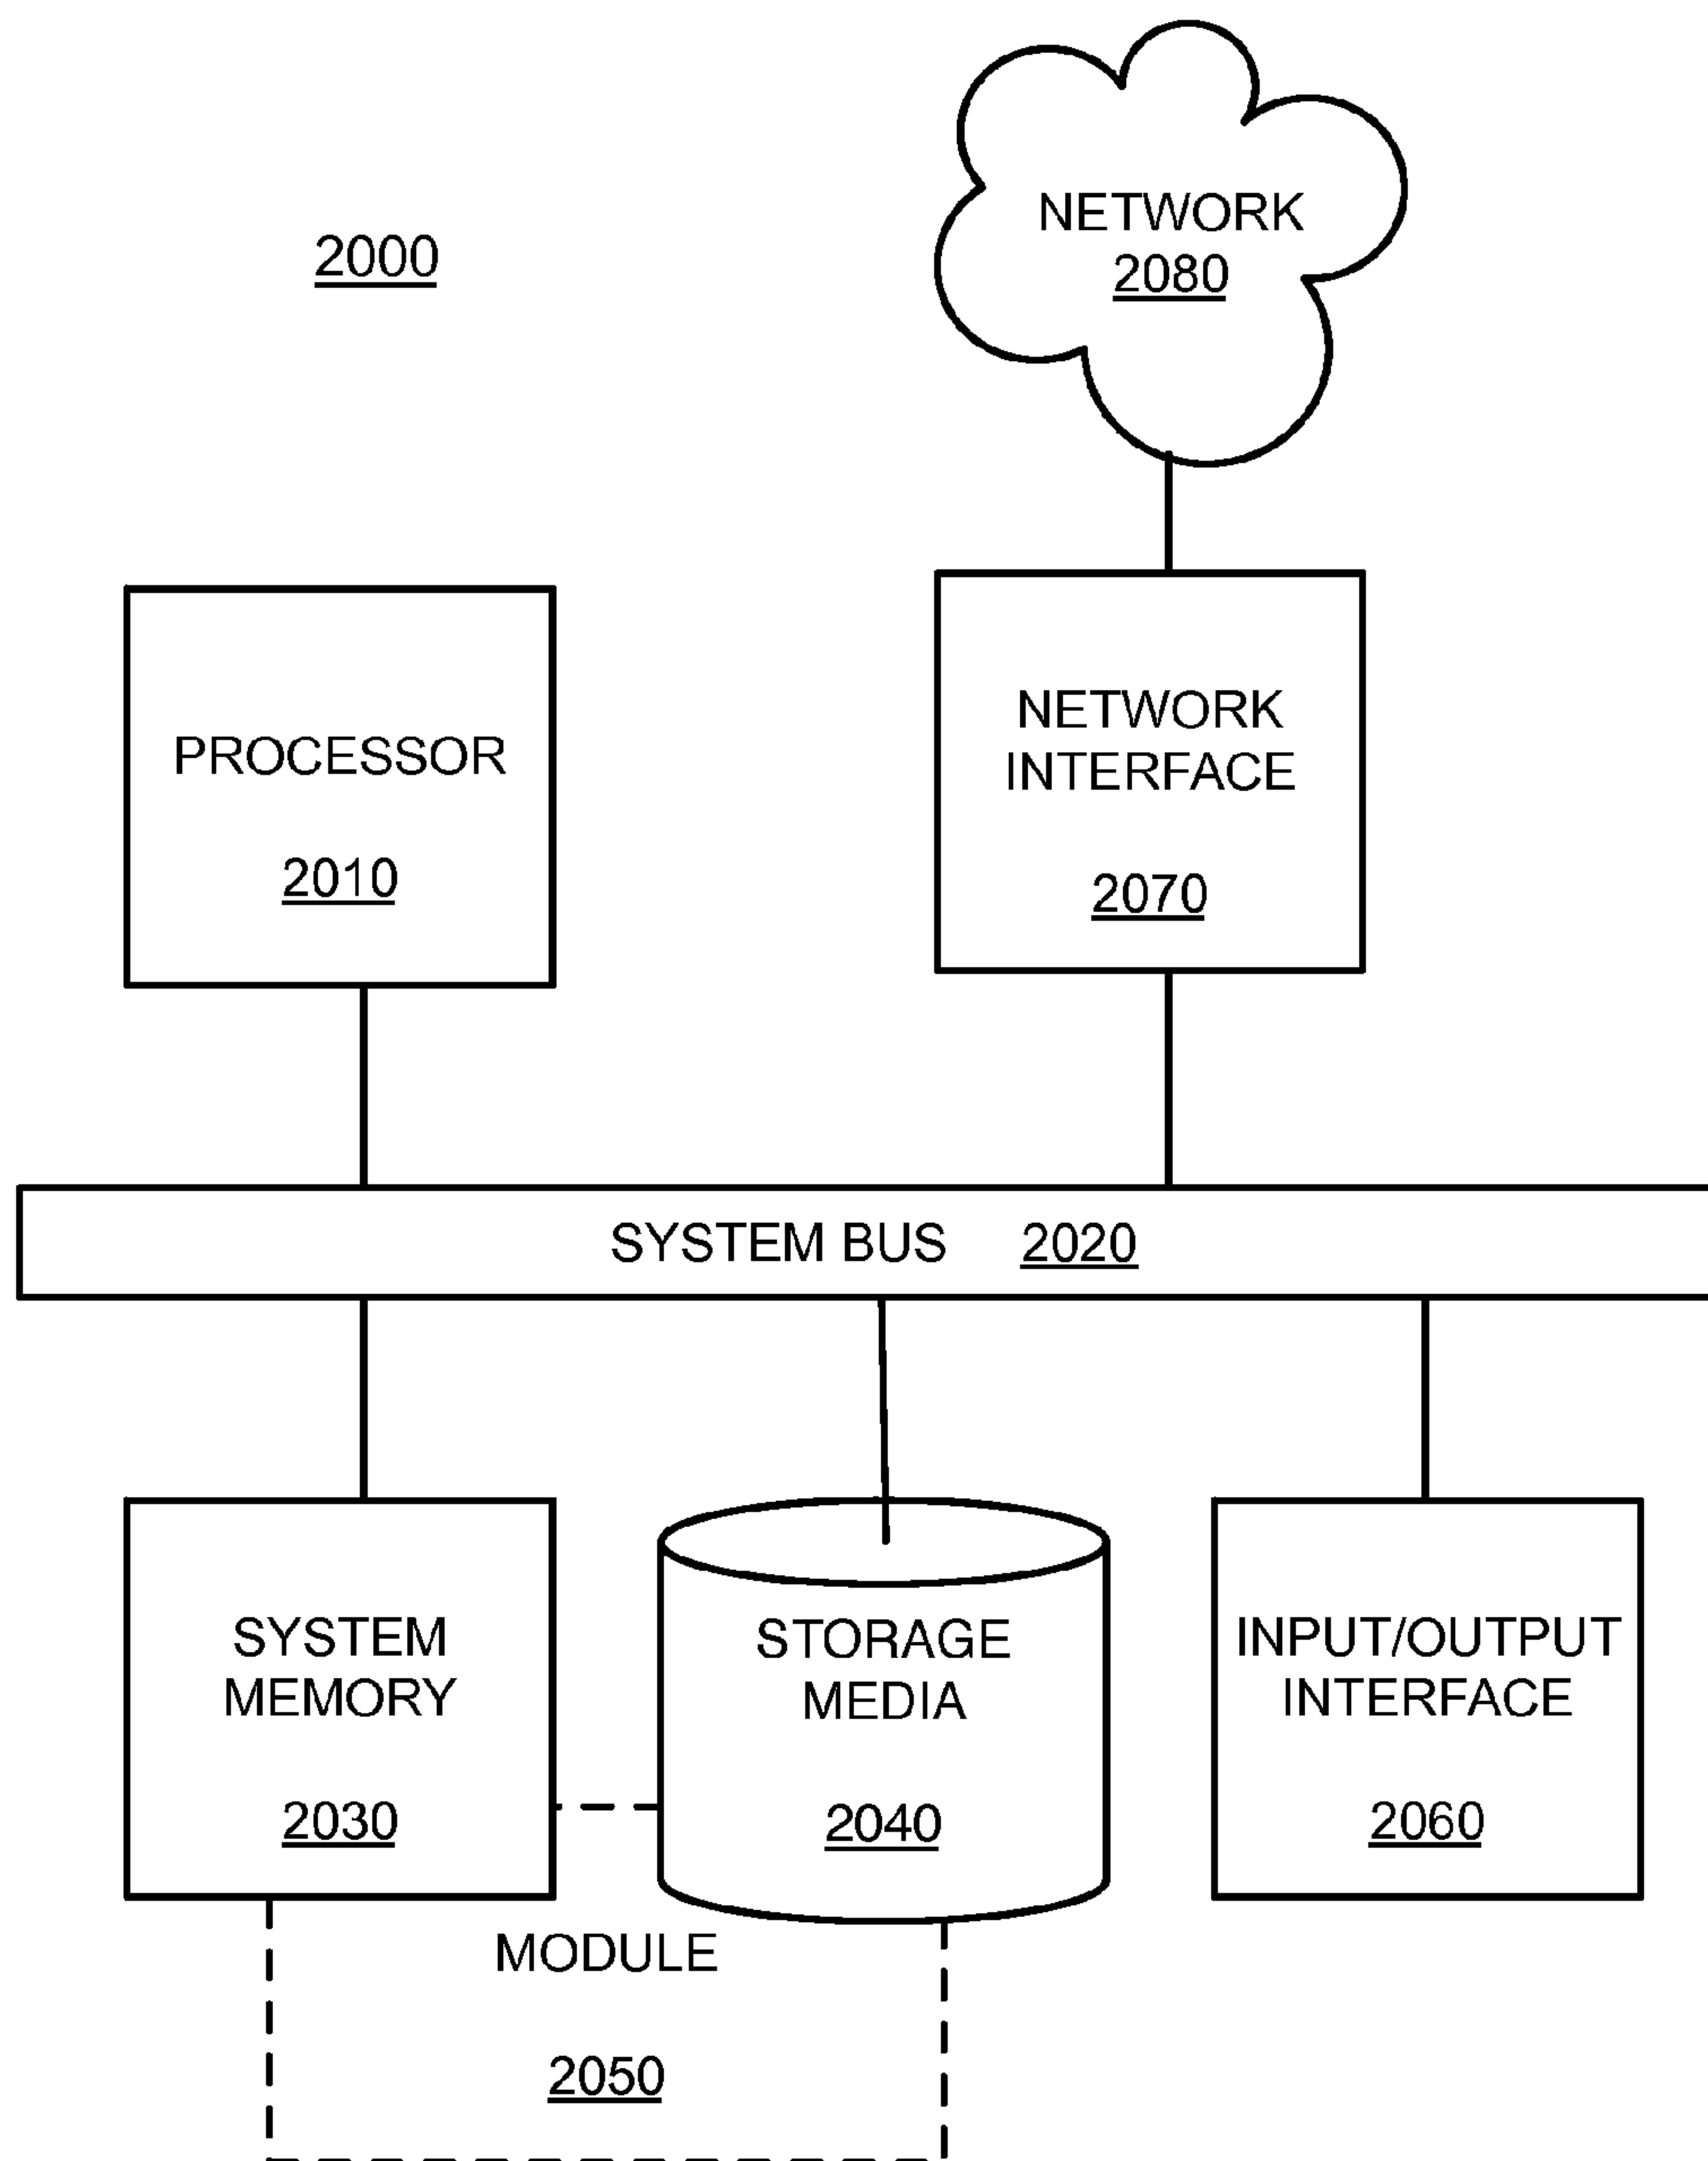 NETWORK
2080
2000
PROCESSOR
2010
NETWORK
INTERFACE
2070
SYSTEM BUS 2020
SYSTEM
MEMORY
2030
STORAGE
MEDIA
2040
INPUT/OUTPUT
INTERFACE
2060
MODULE
2050